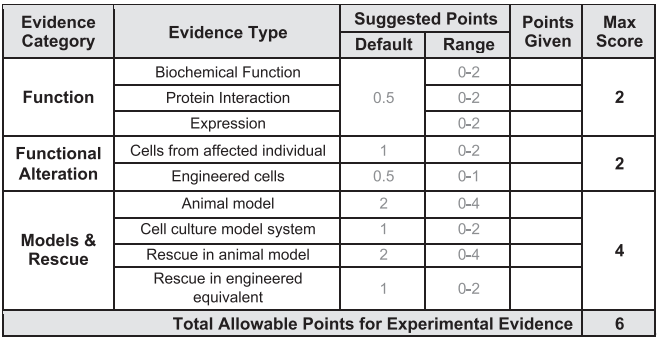 Evidence Category Evidence Type Suggested Points Points Given Max Score
Default Range
Function Biochemical Function 0.5 0-2 2
Protein Interaction 0-2
Expression 0-2
Functional Alteration Cells from affected individual 1 0-2 2
Engineered cells 0.5 0-1
Models & Rescue Animal model 2 0-4 4
Cell culture model system 1 0-2
Rescue in animal model 2 0-4
Rescue in engineered equivalent 1 0-2
Total Allowable Points for Experimental Evidence 6